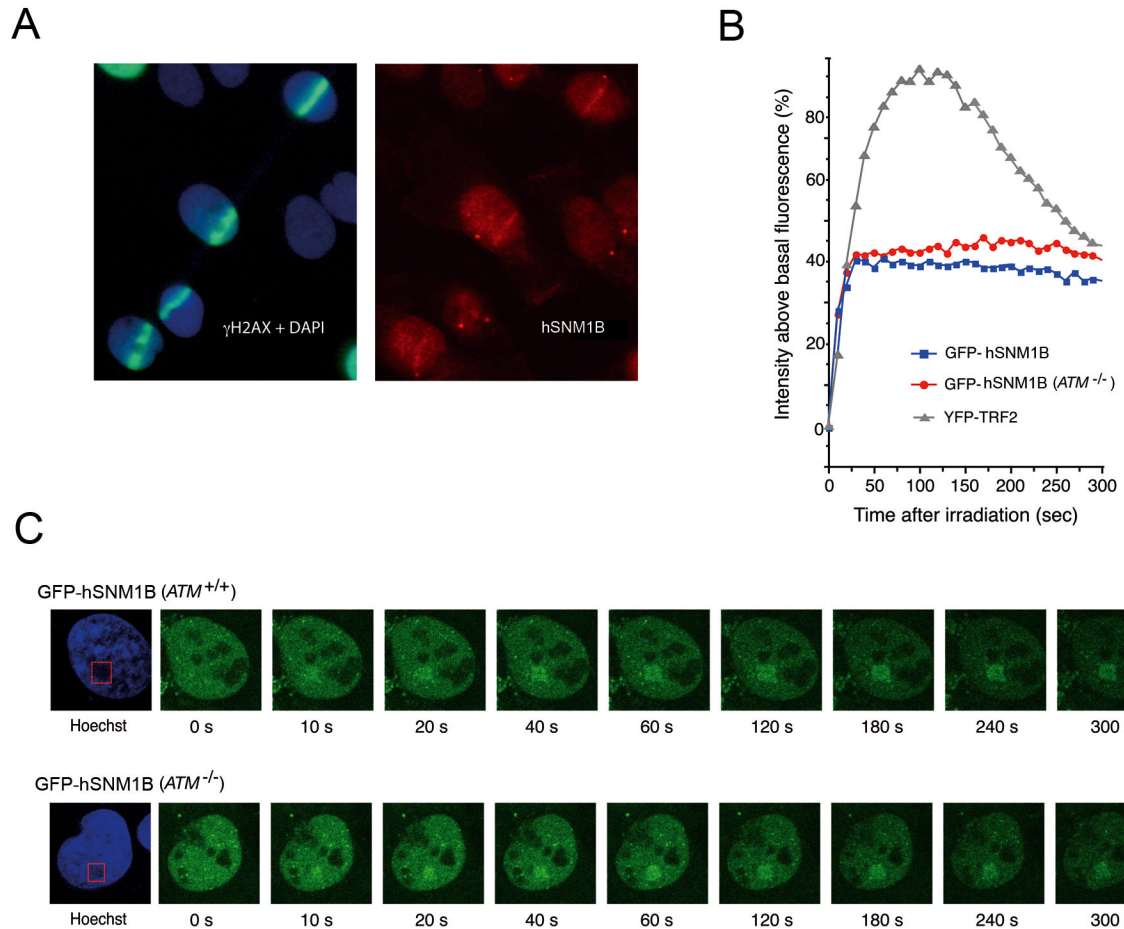 A
γH2AX + DAPI
hSNM1B
B
Intensity above basal fluorescence (%)
80
60
40
20
0
GFP- hSNM1B
GFP- hSNM1B (ATM -/-)
YFP-TRF2
0 50 100 150 200 250 300
Time after irradiation (sec)
C
GFP-hSNM1B (ATM +/+)
Hoechst 0 s 10 s 20 s 40 s 60 s 120 s 180 s 240 s 300
GFP-hSNM1B (ATM -/-)
Hoechst 0 s 10 s 20 s 40 s 60 s 120 s 180 s 240 s 300